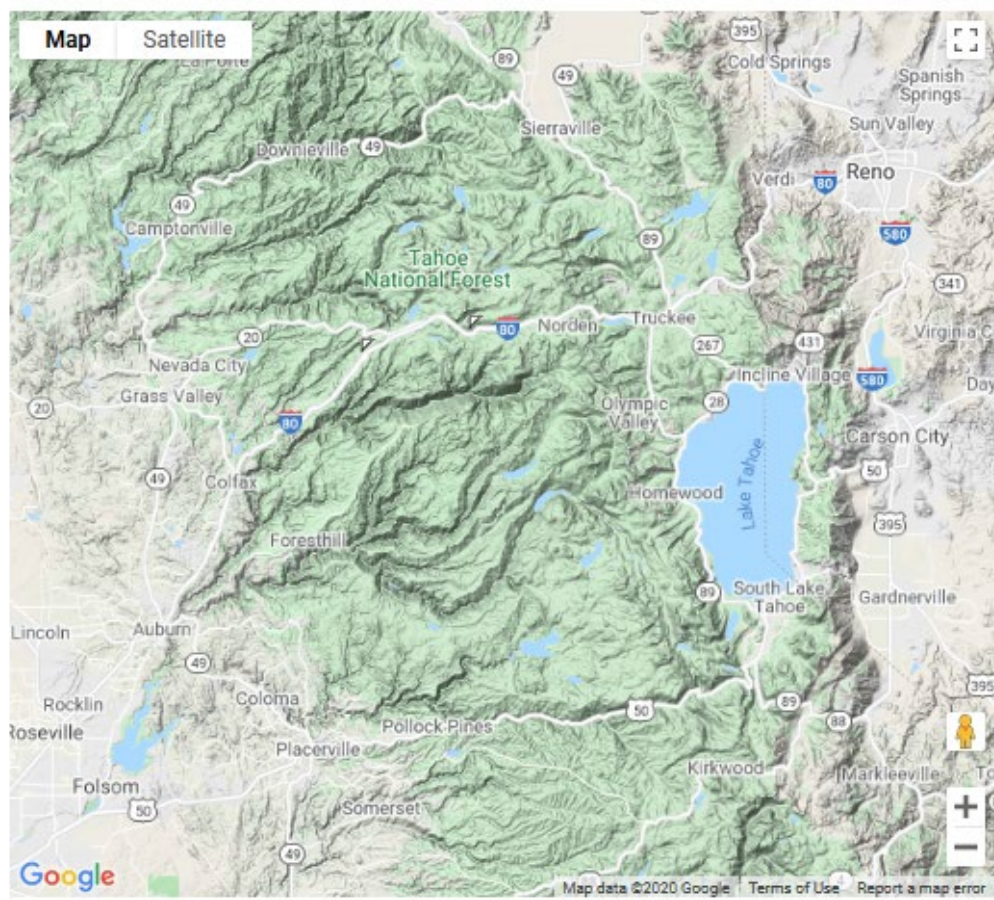 Map
Satellite
La Porte
89
395
Cold Springs
49
Spanish
Springs
Sierraville
Sun Valley
Downieville
49
Verdi
80
Reno
49
Camptonville
89
580
Tahoe
National Forest
341
80
Norden
Truckee
20
267
431
Virginia C
Nevada City
Incline Village
580
Day
Grass Valley
20
28
Olympic
Valley
80
Carson City
49
Colfax
50
Lake Tahoe
Homewood
395
Foresthill
89
South Lake
Tahoe
Gardnerville
Lincoln
Auburn
49
Coloma
395
Rocklin
Roseville
50
89
88
Pollock Pines
Placerville
Kirkwood
Markleeville
To
Folsom
50
Somerset
49
4
Google
Map data ©2020 Google
Terms of Use
Report a map error